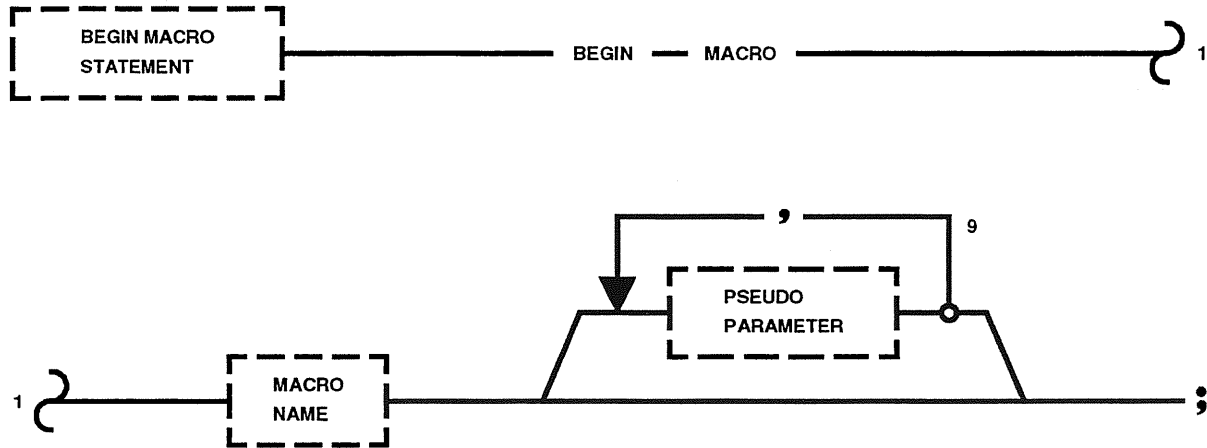 BEGIN MACRO
STATEMENT
BEGIN
MACRO
1
,
9
PSEUDO
PARAMETER
1
MACRO
NAME
;